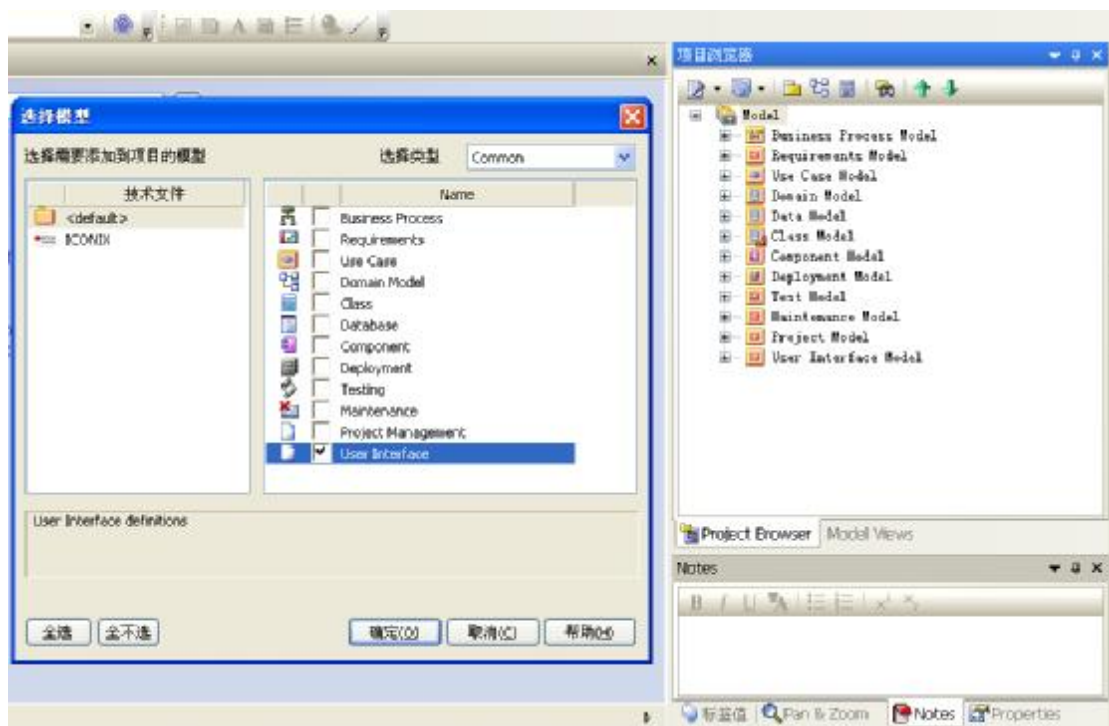 项目浏览器
选择模型
选择需要添加到项目的模型
选择类型
Common
技术文件
<default>
ICONIX
Name
Business Process
Requirements
Use Case
Domain Model
Class
Database
Component
Deployment
Testing
Maintenance
Project Management
User Interface
User Interface definitions
全选
全不选
确定(O)
取消(C)
帮助(H)
Model
Business Process Model
Requirements Model
Use Case Model
Domain Model
Data Model
Class Model
Component Model
Deployment Model
Test Model
Maintenance Model
Project Model
User Interface Model
Project Browser
Model Views
Notes
B I U
标签值
Pan & Zoom
Notes
Properties